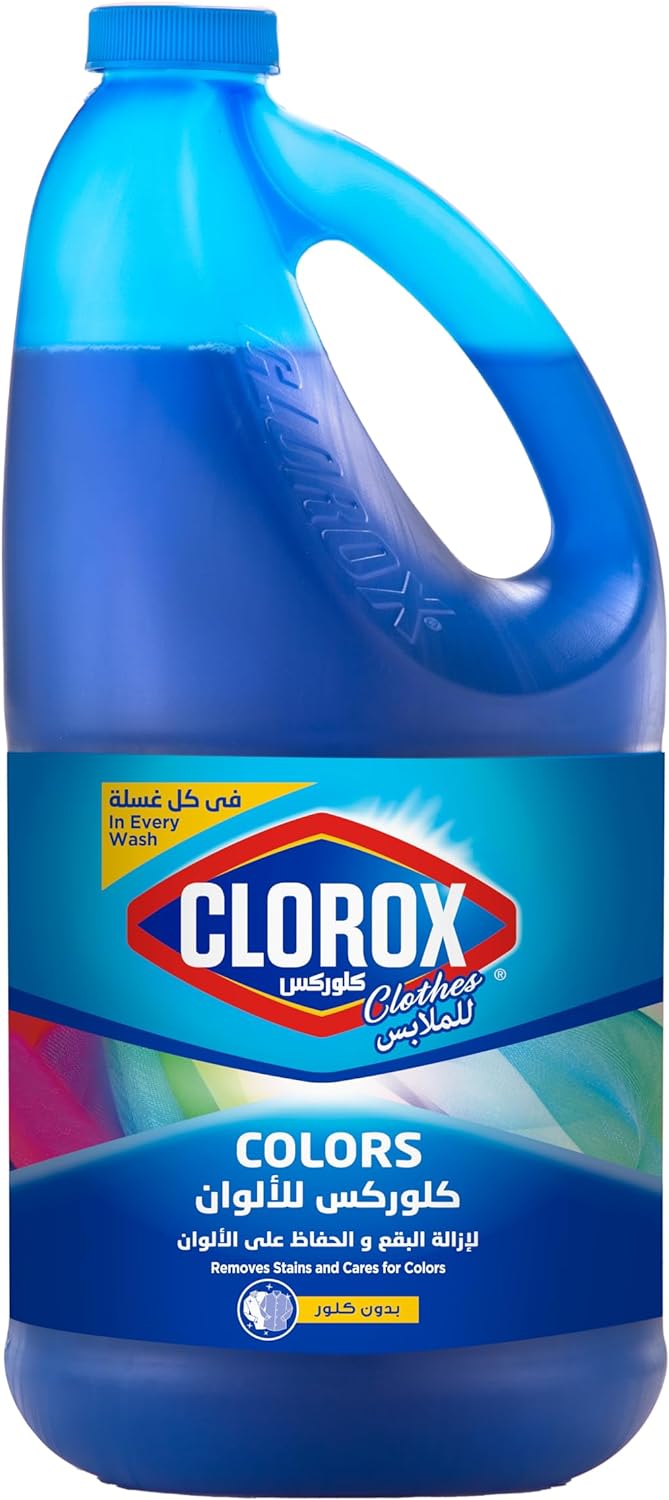 CLOROX®
في كل غسلة
In Every
Wash
CLOROX
كلوركس
Clothes®
للملابس
COLORS
كلوركس للألوان
لإزالة البقع و الحفاظ على الألوان
Removes Stains and Cares for Colors
بدون كلور